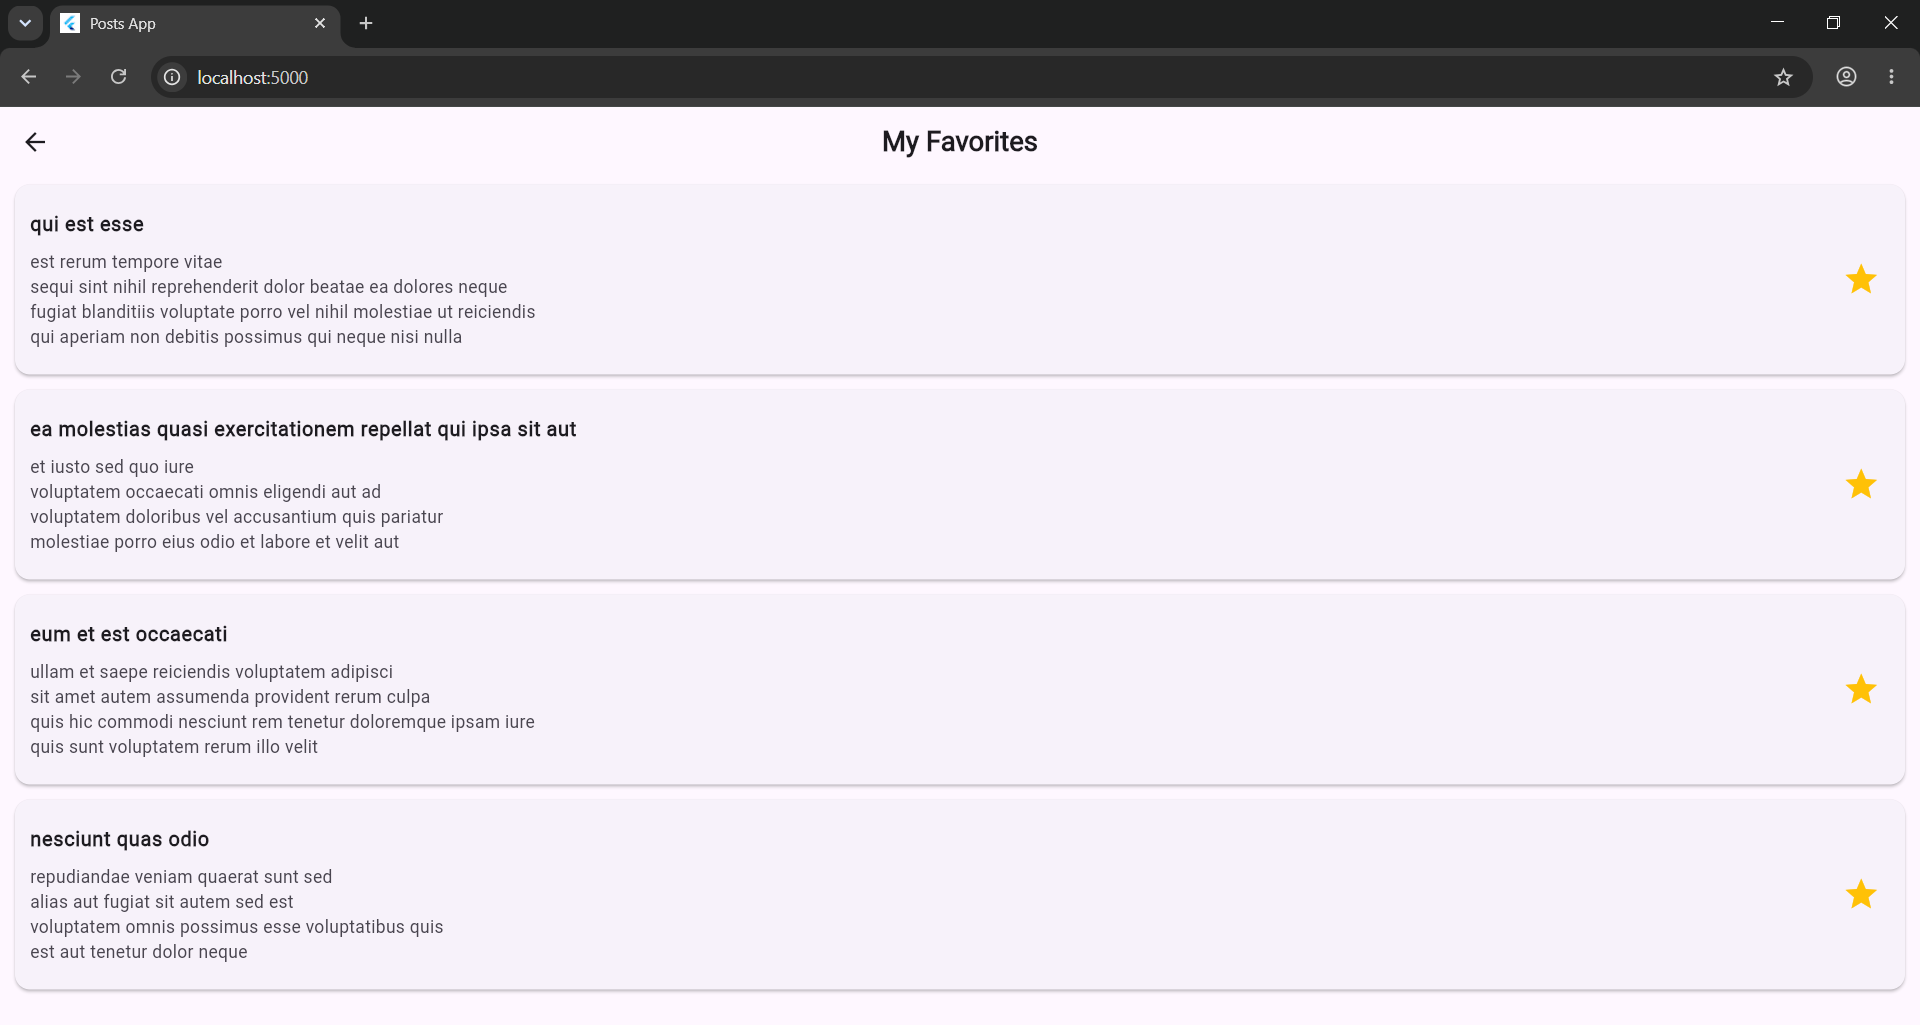 Posts App
localhost:5000
My Favorites
qui est esse
est rerum tempore vitae
sequi sint nihil reprehenderit dolor beatae ea dolores neque
fugiat blanditiis voluptate porro vel nihil molestiae ut reiciendis
qui aperiam non debitis possimus qui neque nisi nulla
ea molestias quasi exercitationem repellat qui ipsa sit aut
et iusto sed quo iure
voluptatem occaecati omnis eligendi aut ad
voluptatem doloribus vel accusantium quis pariatur
molestiae porro eius odio et labore et velit aut
eum et est occaecati
ullam et saepe reiciendis voluptatem adipisci
sit amet autem assumenda provident rerum culpa
quis hic commodi nesciunt rem tenetur doloremque ipsam iure
quis sunt voluptatem rerum illo velit
nesciunt quas odio
repudiandae veniam quaerat sunt sed
alias aut fugiat sit autem sed est
voluptatem omnis possimus esse voluptatibus quis
est aut tenetur dolor neque